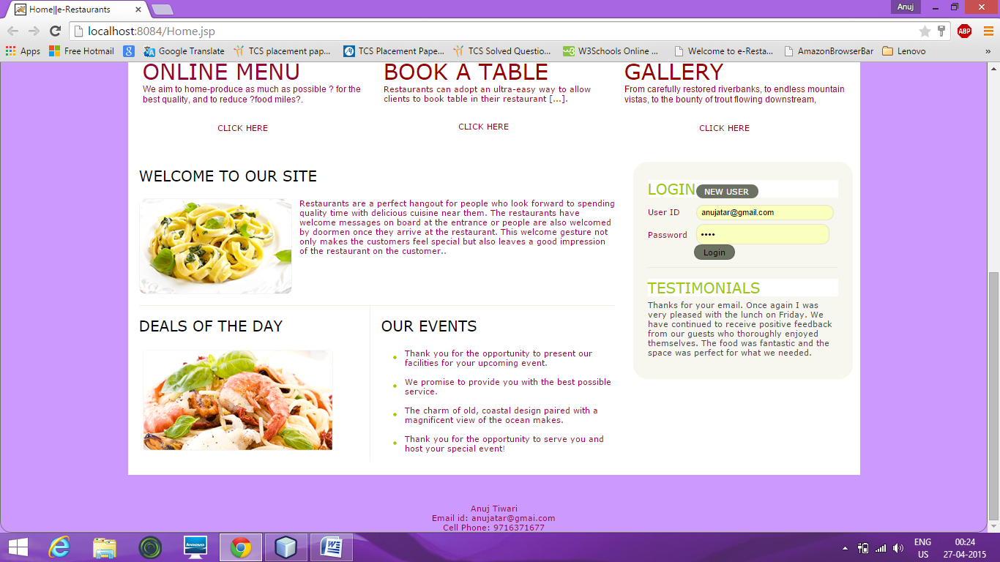 Home||e-Restaurants
Anuj
localhost:8084/Home.jsp
ABP
Apps Free Hotmail Google Translate TCS placement pap... TCS Placement Pape... TCS Solved Questio... W3Schools Online ... Welcome to e-Resta... AmazonBrowserBar Lenovo »
ONLINE MENU
We aim to home-produce as much as possible ? for the
best quality, and to reduce ?food miles?.
CLICK HERE
BOOK A TABLE
Restaurants can adopt an ultra-easy way to allow
clients to book table in their restaurant [...].
CLICK HERE
GALLERY
From carefully restored riverbanks, to endless mountain
vistas, to the bounty of trout flowing downstream,
CLICK HERE
WELCOME TO OUR SITE
Restaurants are a perfect hangout for people who look forward to spending
quality time with delicious cuisine near them. The restaurants have
welcome messages on board at the entrance or people are also welcomed
by doormen once they arrive at the restaurant. This welcome gesture not
only makes the customers feel special but also leaves a good impression
of the restaurant on the customer..
DEALS OF THE DAY
OUR EVENTS
Thank you for the opportunity to present our
facilities for your upcoming event.
We promise to provide you with the best possible
service.
The charm of old, coastal design paired with a
magnificent view of the ocean makes.
Thank you for the opportunity to serve you and
host your special event!
LOGIN NEW USER
User ID anujatar@gmail.com
Password ••••
Login
TESTIMONIALS
Thanks for your email. Once again I was
very pleased with the lunch on Friday. We
have continued to receive positive feedback
from our guests who thoroughly enjoyed
themselves. The food was fantastic and the
space was perfect for what we needed.
Anuj Tiwari
Email id: anujatar@gmai.com
Cell Phone: 9716371677
lenovo
ENG
US
00:24
27-04-2015